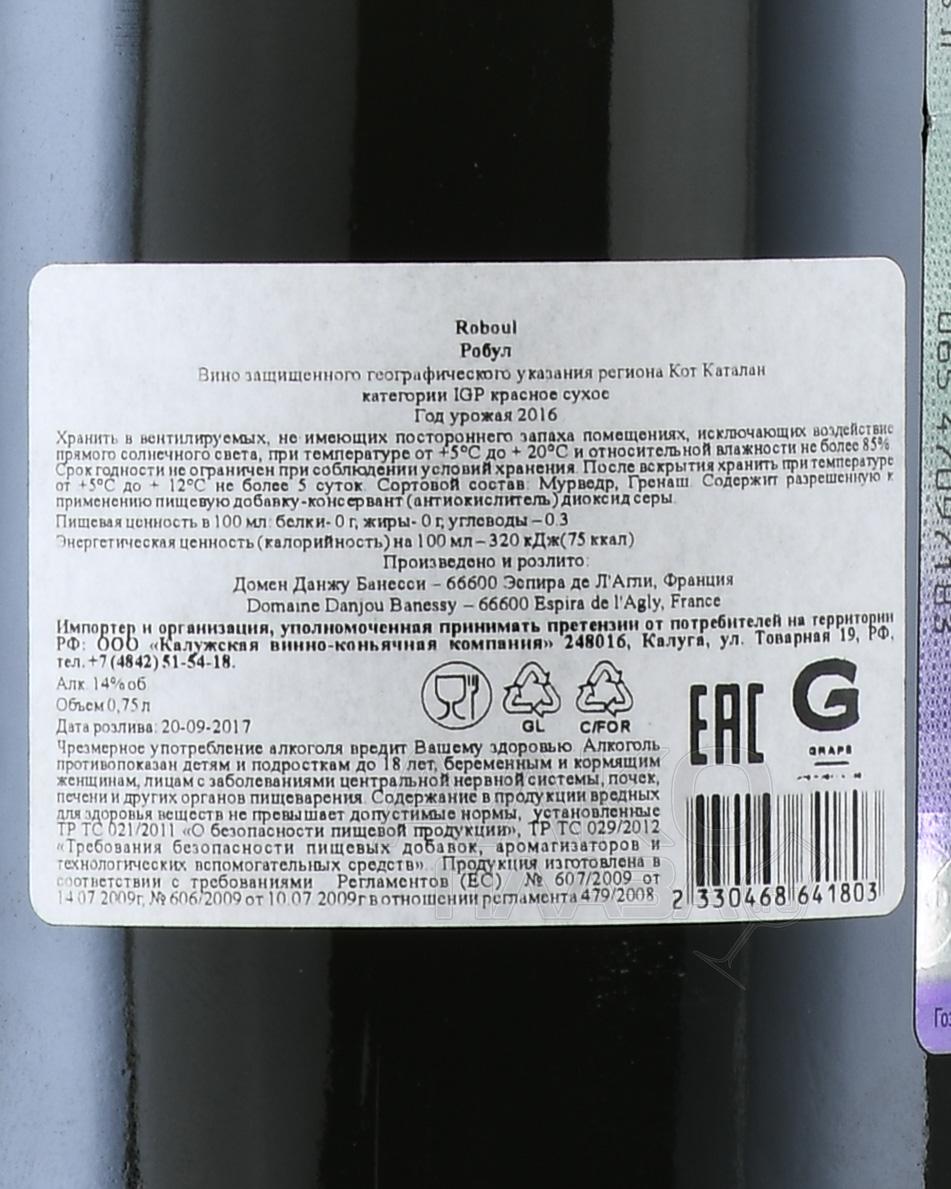 Roboul
Робул
Вино защищенного географического указания региона Кот Каталан
категории IGP красное сухое
Год урожая 2016
Хранить в вентилируемых, не имеющих постороннего запаха помещениях, исключающих воздействие
прямого солнечного света, при температуре от +5°С до + 20°С и относительной влажности не более 85%
Срок годности не ограничен при соблюдении условий хранения. После вскрытия хранить при температуре
от +5°С до + 12°С не более 5 суток. Сортовой состав: Мурведр, Гренаш. Содержит разрешенную к
применению пищевую добавку-консервант (антиокислитель) диоксид серы.
Пищевая ценность в 100 мл: белки- 0 г, жиры- 0 г, углеводы – 0.3
Энергетическая ценность (калорийность) на 100 мл – 320 кДж(75 ккал)
Произведено и розлито:
Домен Данжу Банесси – 66600 Эспира де Л'Агли, Франция
Domaine Danjou Banessy – 66600 Espira de l'Agly, France
Импортер и организация, уполномоченная принимать претензии от потребителей на территории
РФ: ООО «Калужская винно-коньячная компания» 248016, Калуга, ул. Товарная 19, РФ,
тел. +7 (4842) 51-54-18.
Алк. 14% об
Объем 0,75 л
Дата розлива: 20-09-2017
GL
C/FOR
EAC
G
GRAPE
Чрезмерное употребление алкоголя вредит Вашему здоровью. Алкоголь
противопоказан детям и подросткам до 18 лет, беременным и кормящим
женщинам, лицам с заболеваниями центральной нервной системы, почек,
печени и других органов пищеварения. Содержание в продукции вредных
для здоровья веществ не превышает допустимые нормы, установленные
ТР ТС 021/2011 «О безопасности пищевой продукции», ТР ТС 029/2012
«Требования безопасности пищевых добавок, ароматизаторов и
технологических вспомогательных средств». Продукция изготовлена в
соответствии с требованиями Регламентов (ЕС) № 607/2009 от
14.07.2009г, № 606/2009 от 10.07.2009г в отношении регламента 479/2008
2 330468 641803